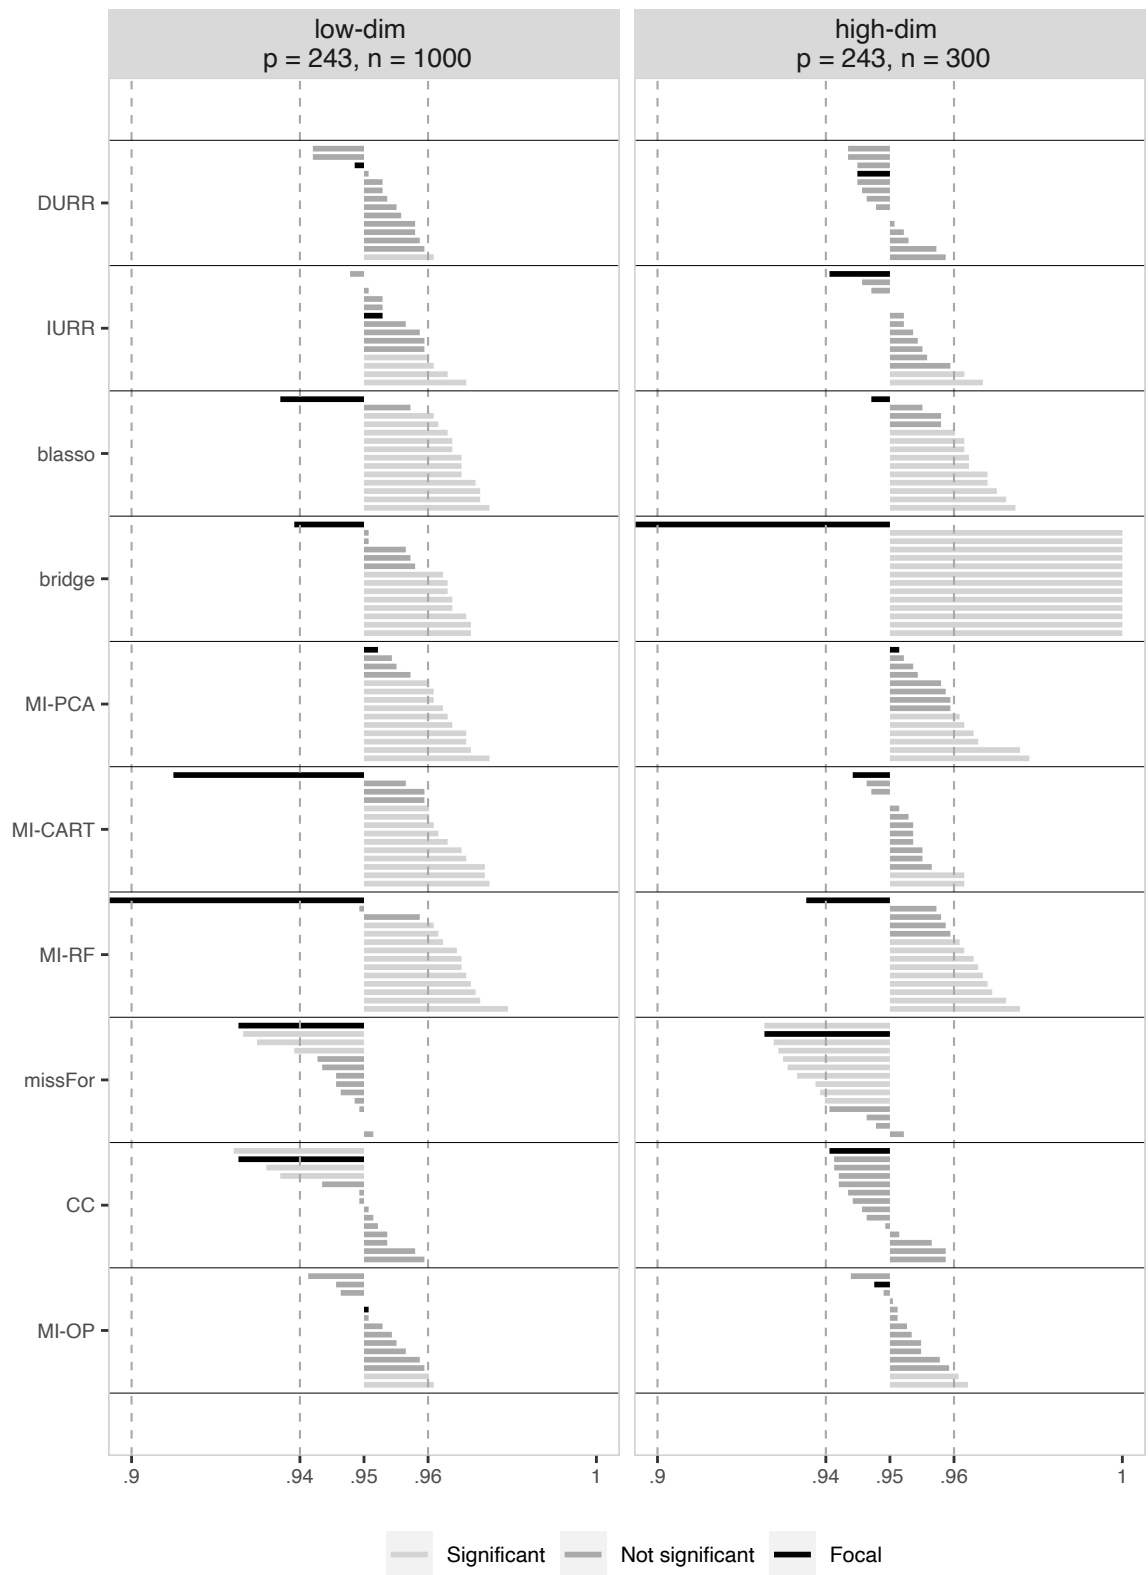 low-dim
p = 243, n = 1000
high-dim
p = 243, n = 300
DURR
IURR
blasso
bridge
MI-PCA
MI-CART
MI-RF
missFor
CC
MI-OP
.9 .94 .95 .96 1
.9 .94 .95 .96 1
Significant Not significant Focal